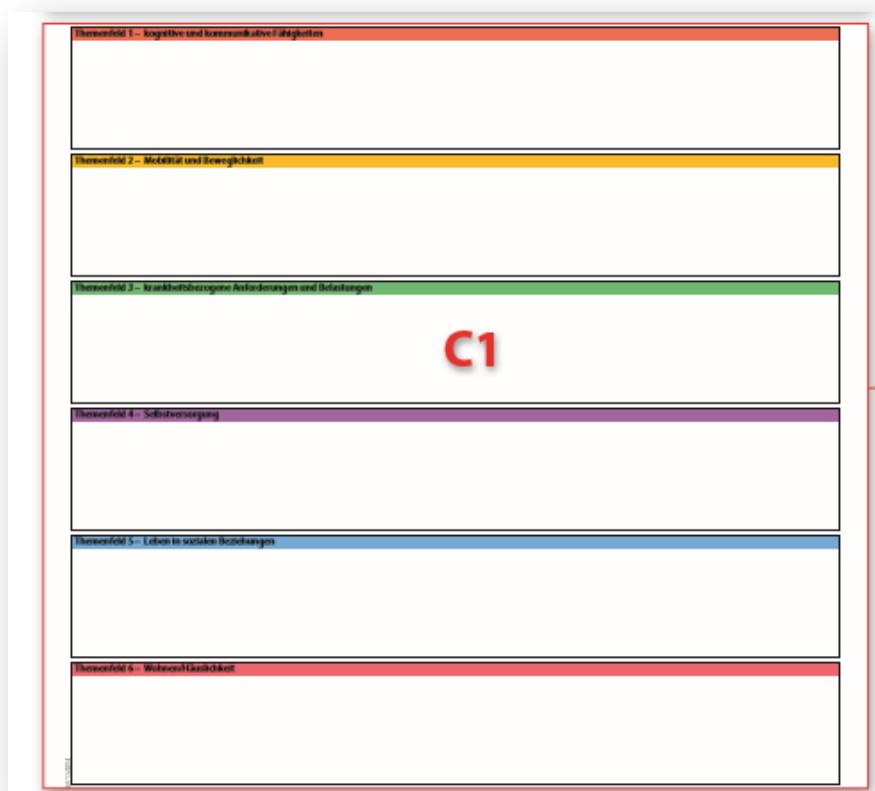 Themenfeld 1 – kognitive und kommunikative Fähigkeiten
Themenfeld 2 – Mobilität und Beweglichkeit
Themenfeld 3 – krankheitsbezogene Anforderungen und Belastungen
C1
Themenfeld 4 – Selbstversorgung
Themenfeld 5 – Leben in sozialen Beziehungen
Themenfeld 6 – Wohnen/Häuslichkeit